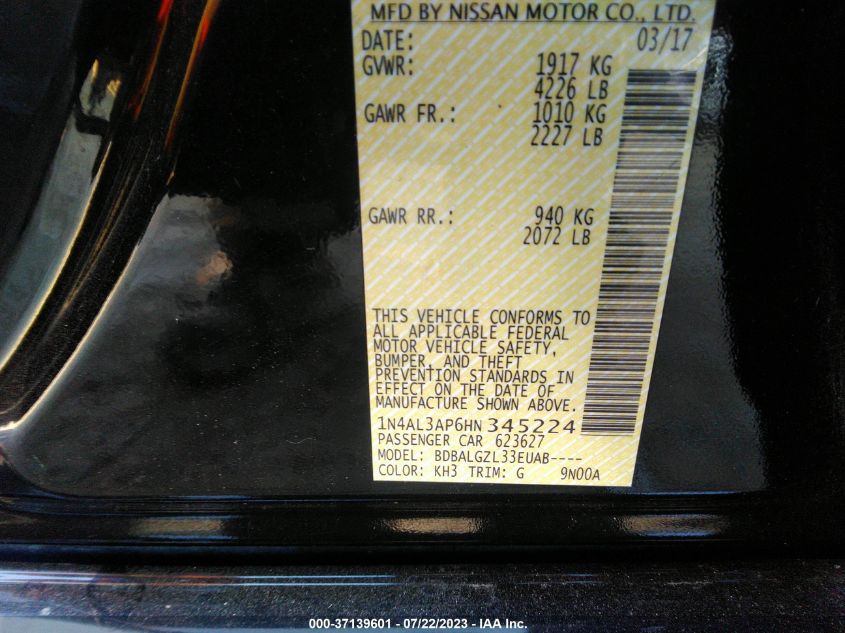 MFD BY NISSAN MOTOR CO., LTD.
DATE: 03/17
GVWR: 1917 KG
4226 LB
GAWR FR.: 1010 KG
2227 LB
GAWR RR.: 940 KG
2072 LB
THIS VEHICLE CONFORMS TO
ALL APPLICABLE FEDERAL
MOTOR VEHICLE SAFETY,
BUMPER, AND THEFT
PREVENTION STANDARDS IN
EFFECT ON THE DATE OF
MANUFACTURE SHOWN ABOVE.
1N4AL3AP6HN 345224
PASSENGER CAR 623627
MODEL: BDBALGZL33EUAB----
COLOR: KH3 TRIM: G 9N00A
000-37139601 - 07/22/2023 - IAA Inc.